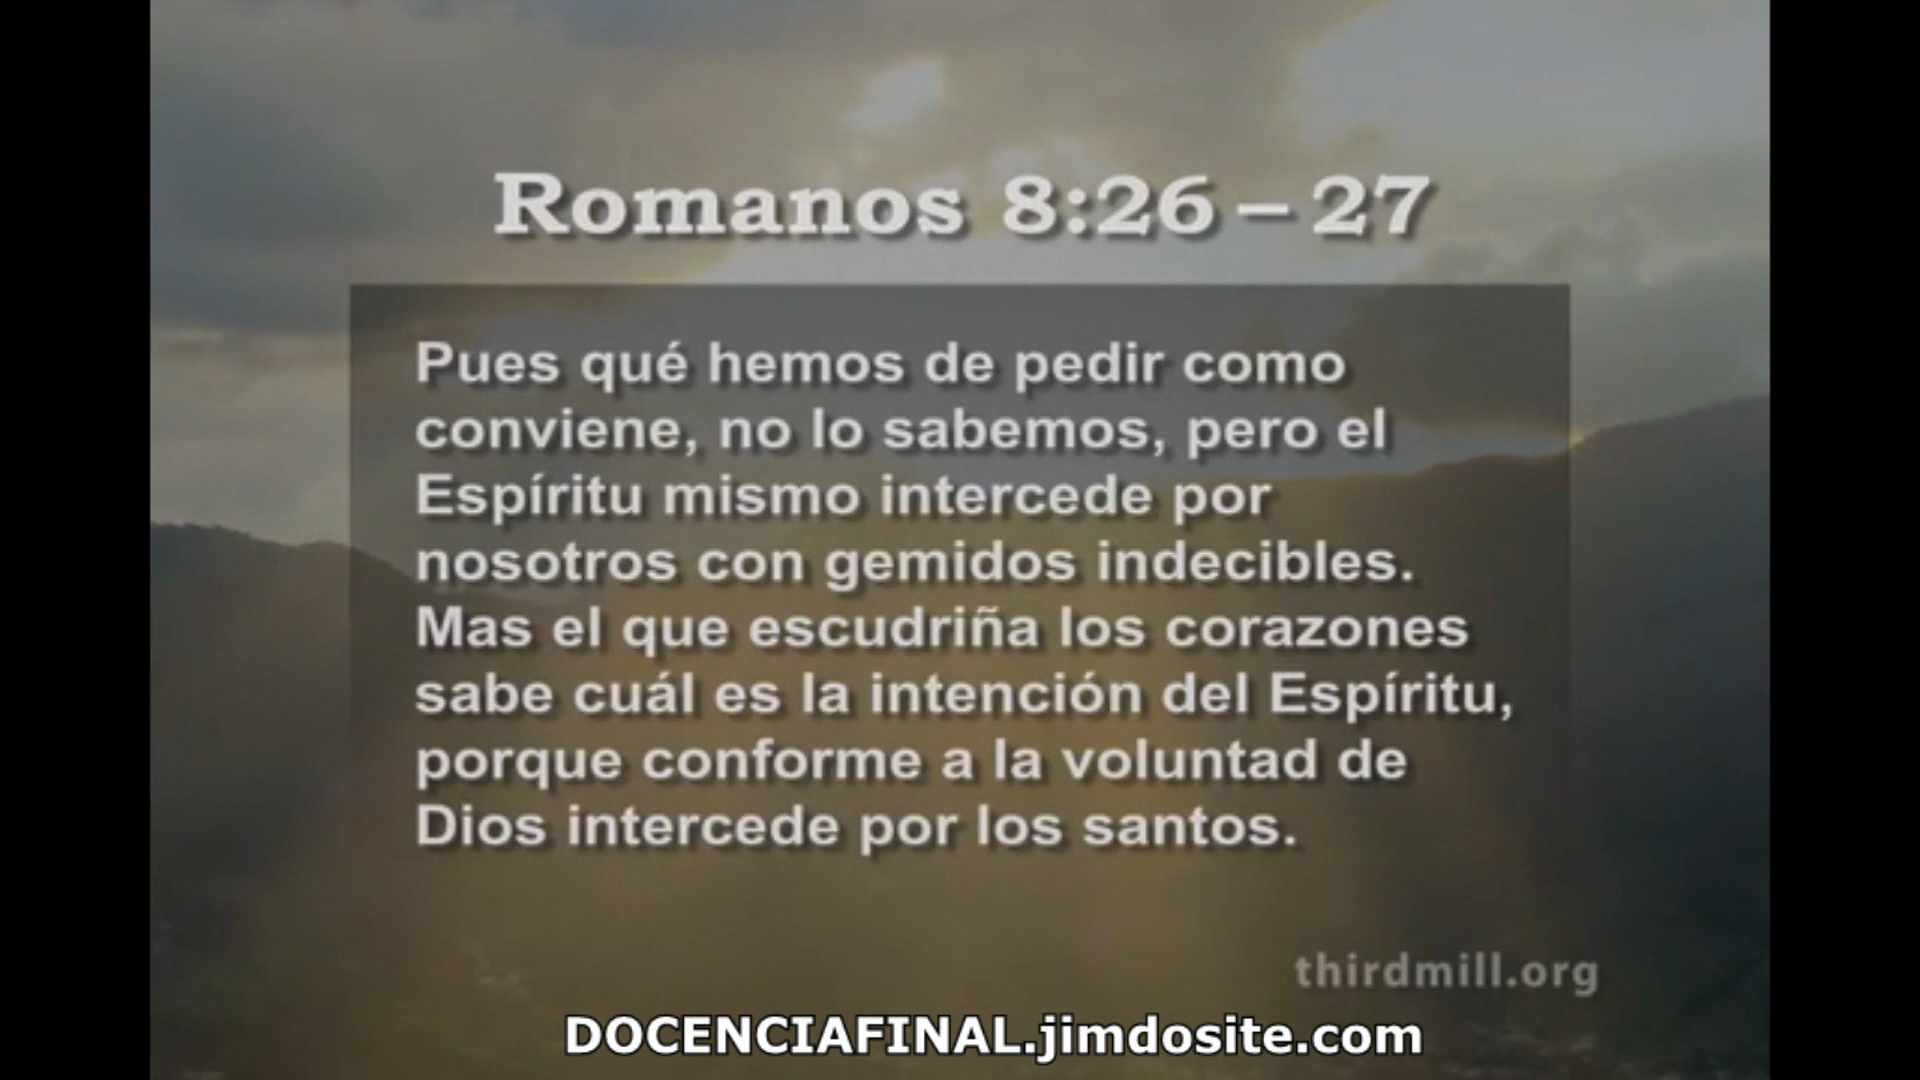 Romanos 8:26 – 27
Pues qué hemos de pedir como
conviene, no lo sabemos, pero el
Espíritu mismo intercede por
nosotros con gemidos indecibles.
Mas el que escudriña los corazones
sabe cuál es la intención del Espíritu,
porque conforme a la voluntad de
Dios intercede por los santos.
thirdmill.org
DOCENCIAFINAL.jimdosite.com